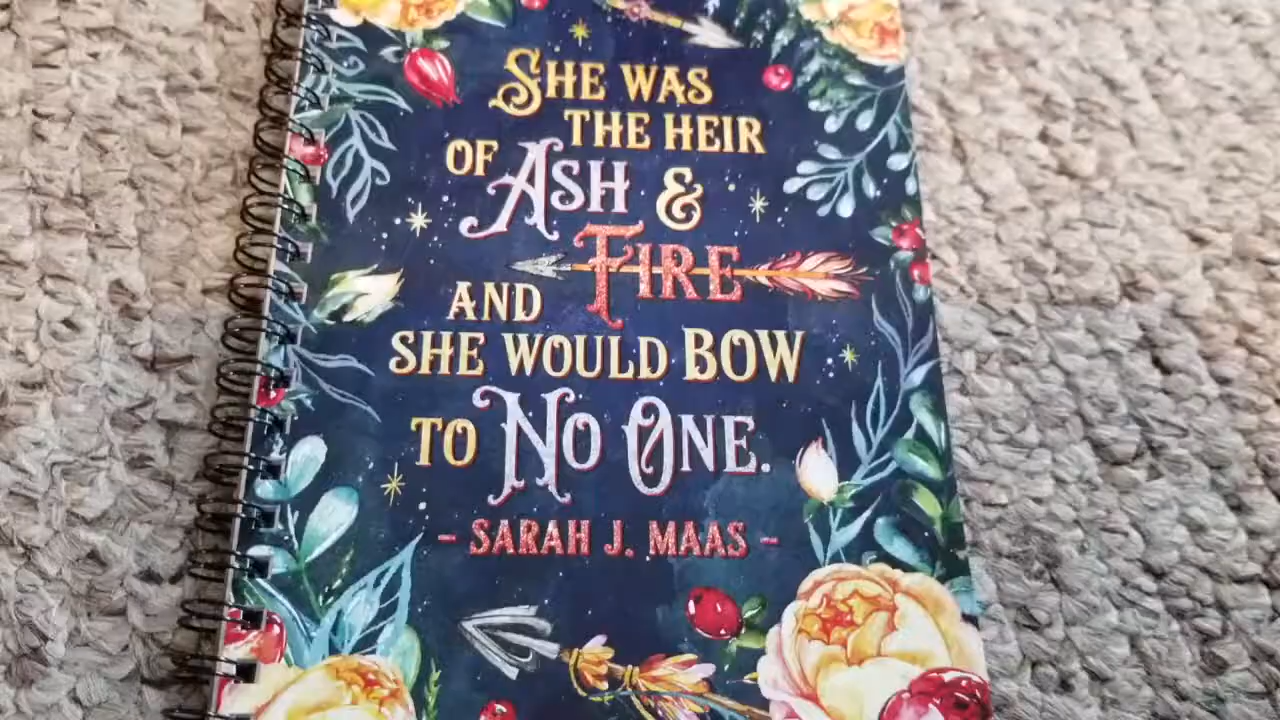 SHE WAS
THE HEIR
OF ASH &
FIRE
AND
SHE WOULD BOW
TO NO ONE.
- SARAH J. MAAS -